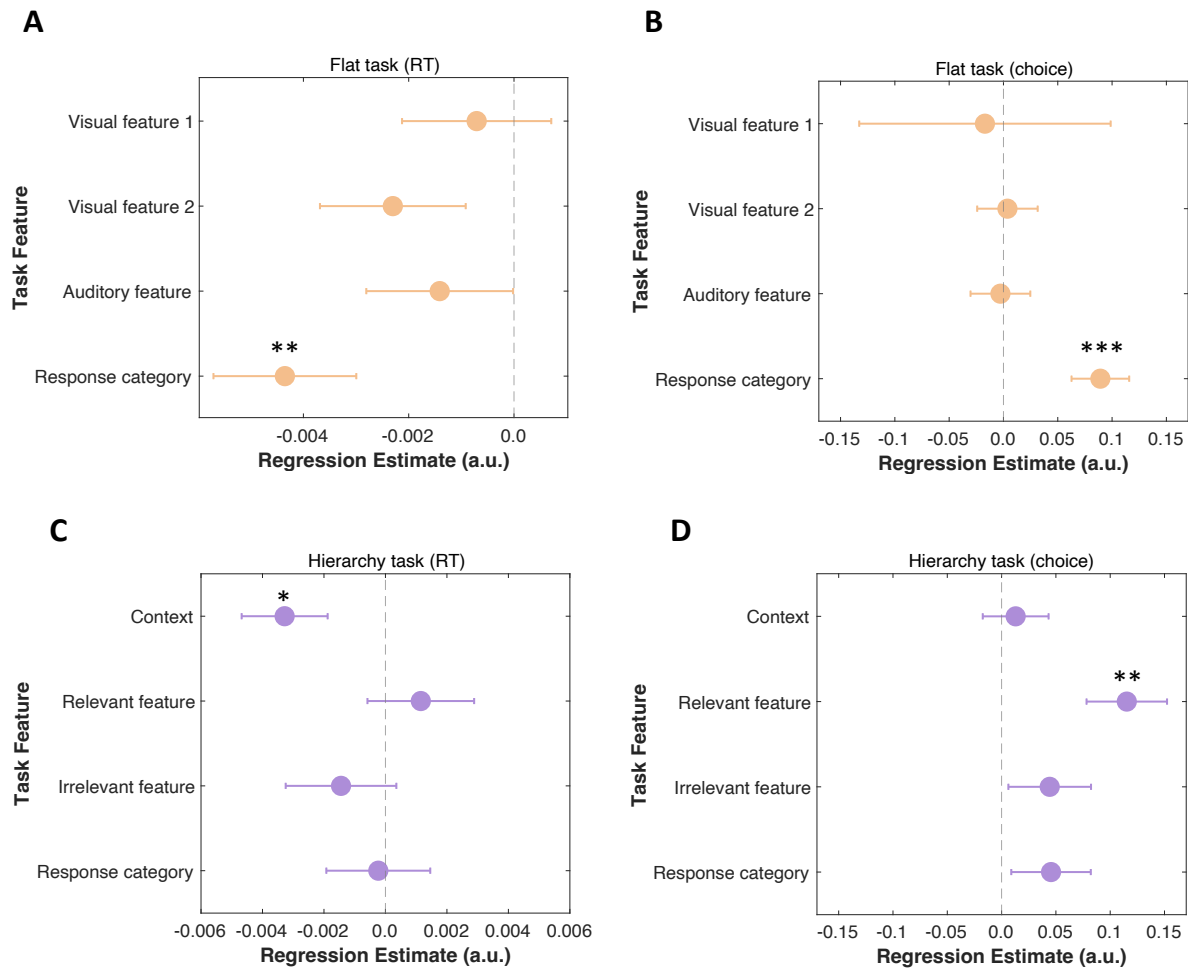 A
Flat task (RT)
Task Feature
Visual feature 1
Visual feature 2
Auditory feature
**
Response category
-0.004 -0.002 0.0
Regression Estimate (a.u.)
B
Flat task (choice)
Task Feature
Visual feature 1
Visual feature 2
Auditory feature
***
Response category
-0.15 -0.1 -0.05 0.0 0.05 0.1 0.15
Regression Estimate (a.u.)
C
Hierarchy task (RT)
Task Feature
*
Context
Relevant feature
Irrelevant feature
Response category
-0.006 -0.004 -0.002 0.0 0.002 0.004 0.006
Regression Estimate (a.u.)
D
Hierarchy task (choice)
Task Feature
Context
**
Relevant feature
Irrelevant feature
Response category
-0.15 -0.1 -0.05 0.0 0.05 0.1 0.15
Regression Estimate (a.u.)